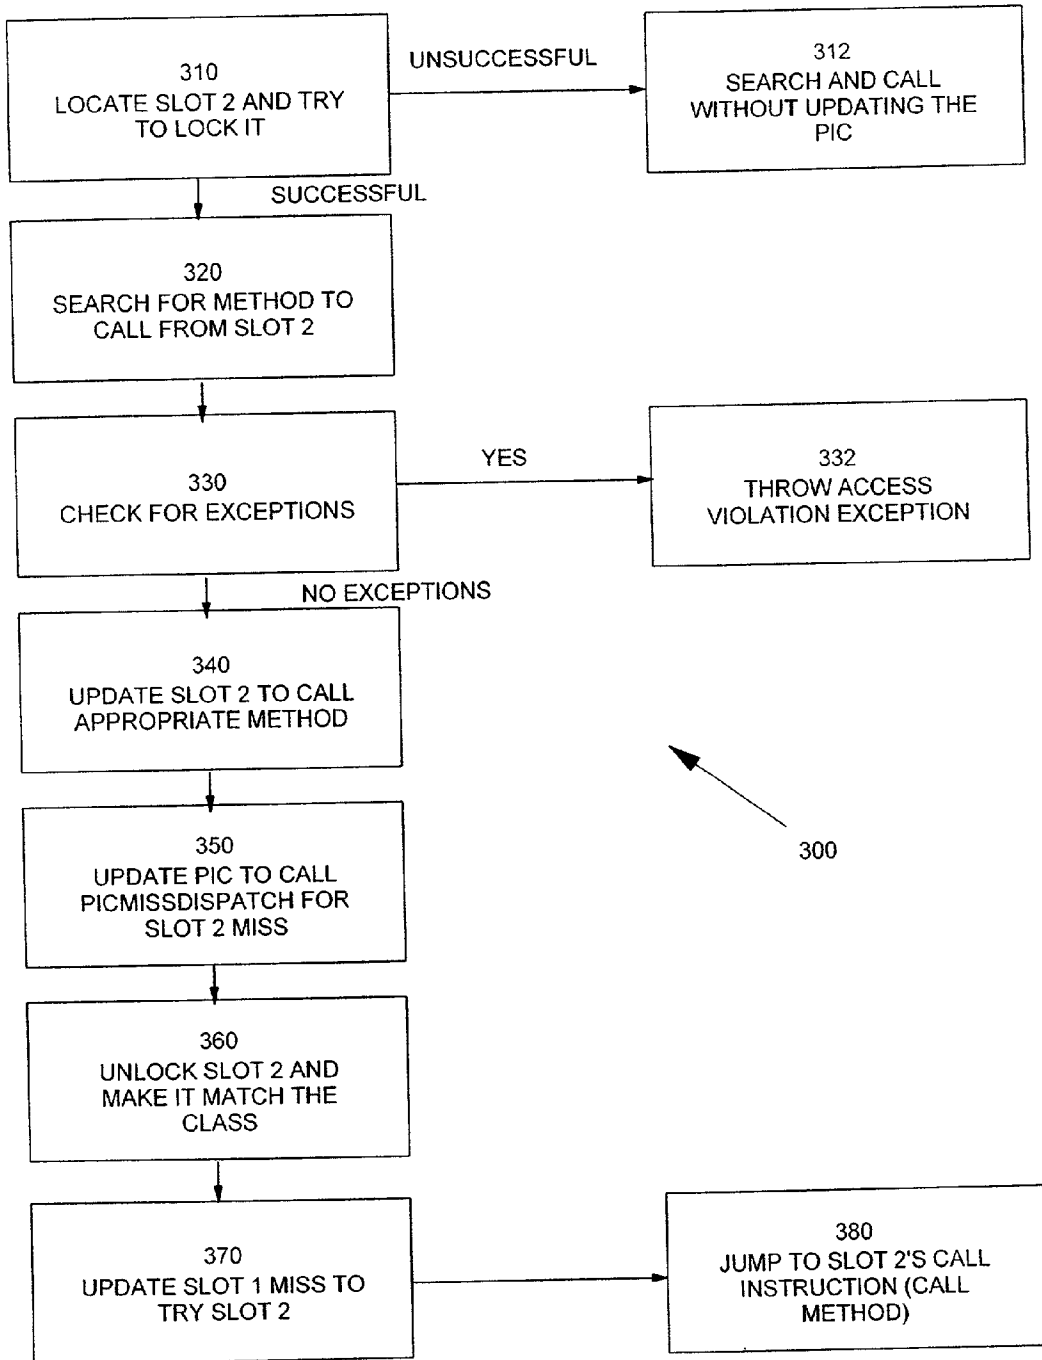 310
LOCATE SLOT 2 AND TRY
TO LOCK IT
UNSUCCESSFUL
312
SEARCH AND CALL
WITHOUT UPDATING THE
PIC
SUCCESSFUL
320
SEARCH FOR METHOD TO
CALL FROM SLOT 2
330
CHECK FOR EXCEPTIONS
YES
332
THROW ACCESS
VIOLATION EXCEPTION
NO EXCEPTIONS
340
UPDATE SLOT 2 TO CALL
APPROPRIATE METHOD
350
UPDATE PIC TO CALL
PICMISSDISPATCH FOR
SLOT 2 MISS
300
360
UNLOCK SLOT 2 AND
MAKE IT MATCH THE
CLASS
370
UPDATE SLOT 1 MISS TO
TRY SLOT 2
380
JUMP TO SLOT 2'S CALL
INSTRUCTION (CALL
METHOD)